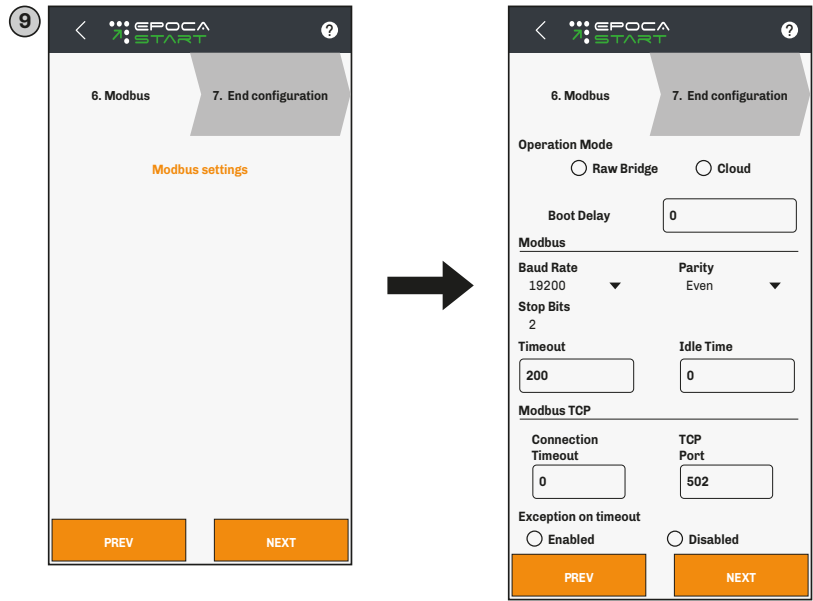 9
EPOCA
START
?
6. Modbus
7. End configuration
Modbus settings
PREV
NEXT
EPOCA
START
?
6. Modbus
7. End configuration
Operation Mode
Raw Bridge
Cloud
Boot Delay
0
Modbus
Baud Rate
Parity
19200
Even
Stop Bits
2
Timeout
Idle Time
200
0
Modbus TCP
Connection
Timeout
TCP
Port
0
502
Exception on timeout
Enabled
Disabled
PREV
NEXT